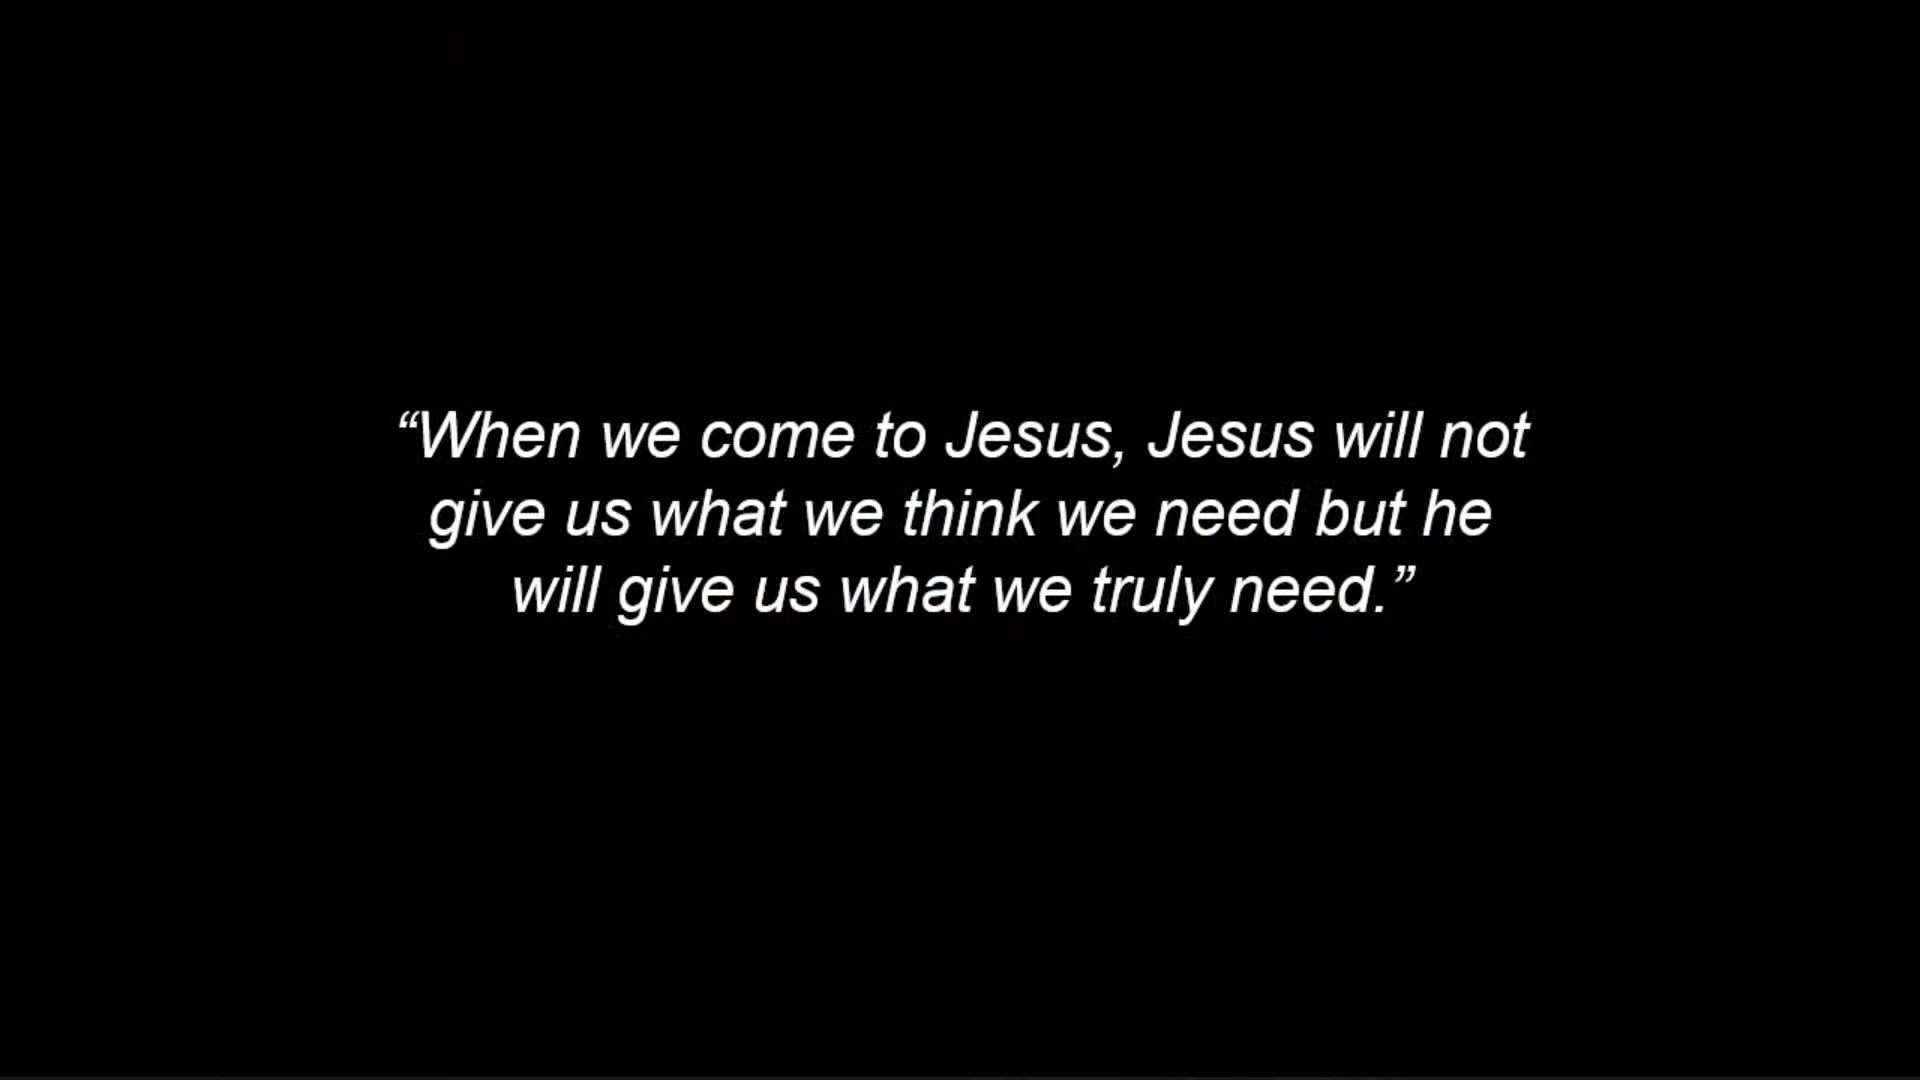 “When we come to Jesus, Jesus will not
give us what we think we need but he
will give us what we truly need.”